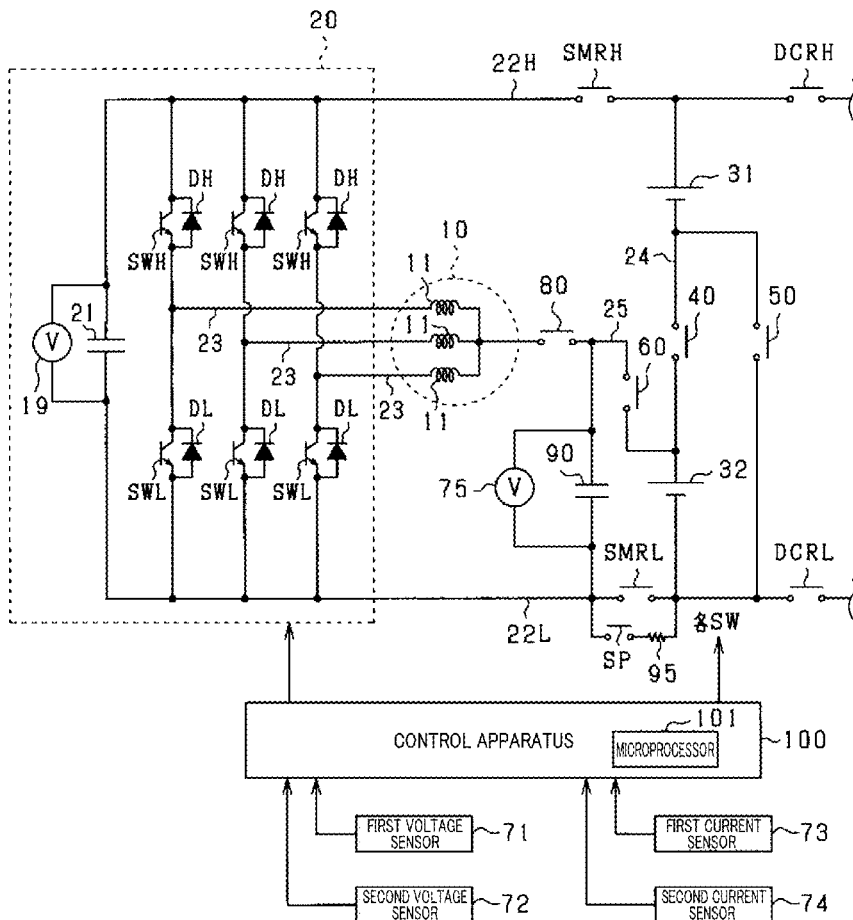 20
22H
SMRH
DCRH
DH
DH
DH
31
SWH
SWH
SWH
10
24
11
80
25
40
50
21
V
23
11
60
19
23
23
11
DL
DL
DL
90
32
SWL
SWL
SWL
75
V
SMRL
DCRL
22L
各SW
SP
95
CONTROL APPARATUS
101
MICROPROCESSOR
100
FIRST VOLTAGE
SENSOR
71
FIRST CURRENT
SENSOR
73
SECOND VOLTAGE
SENSOR
72
SECOND CURRENT
SENSOR
74